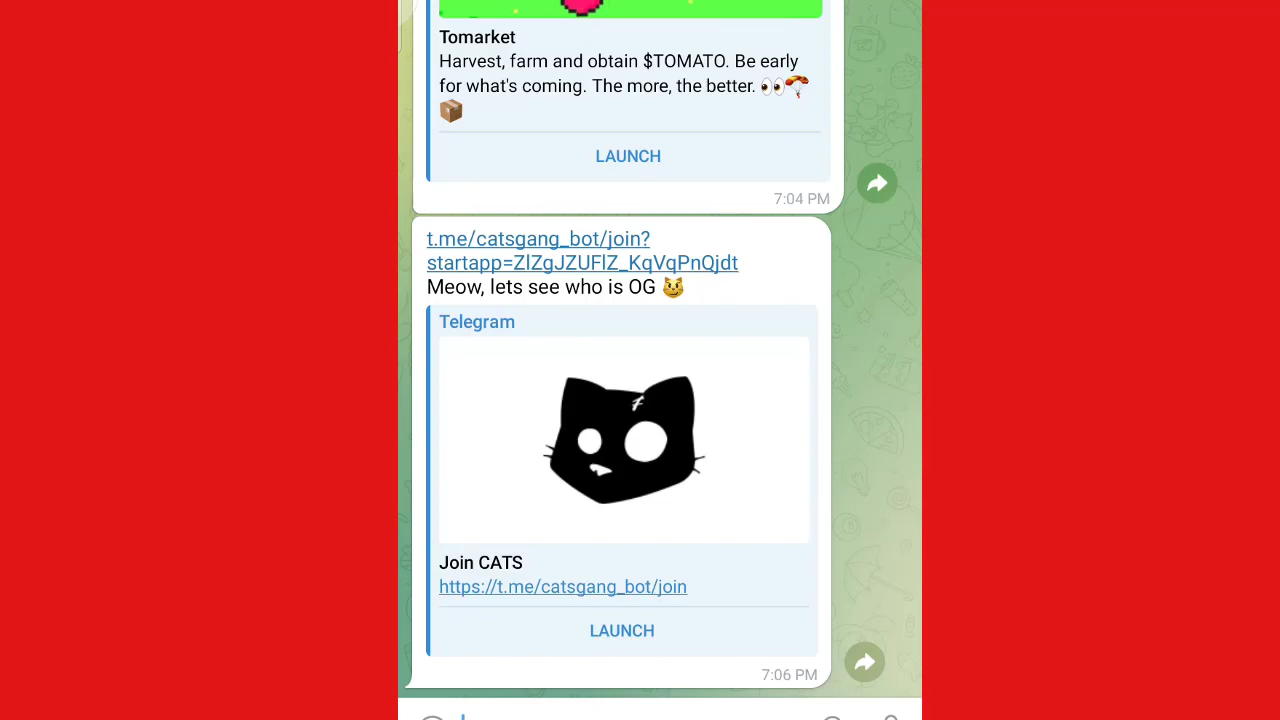 Tomarket
Harvest, farm and obtain $TOMATO. Be early
for what's coming. The more, the better. 👀🪂
📦
LAUNCH
7:04 PM
t.me/catsgang_bot/join?
startapp=ZlZgJZUFlZ_KqVqPnQjdt
Meow, lets see who is OG 😼
Telegram
Join CATS
https://t.me/catsgang_bot/join
LAUNCH
7:06 PM